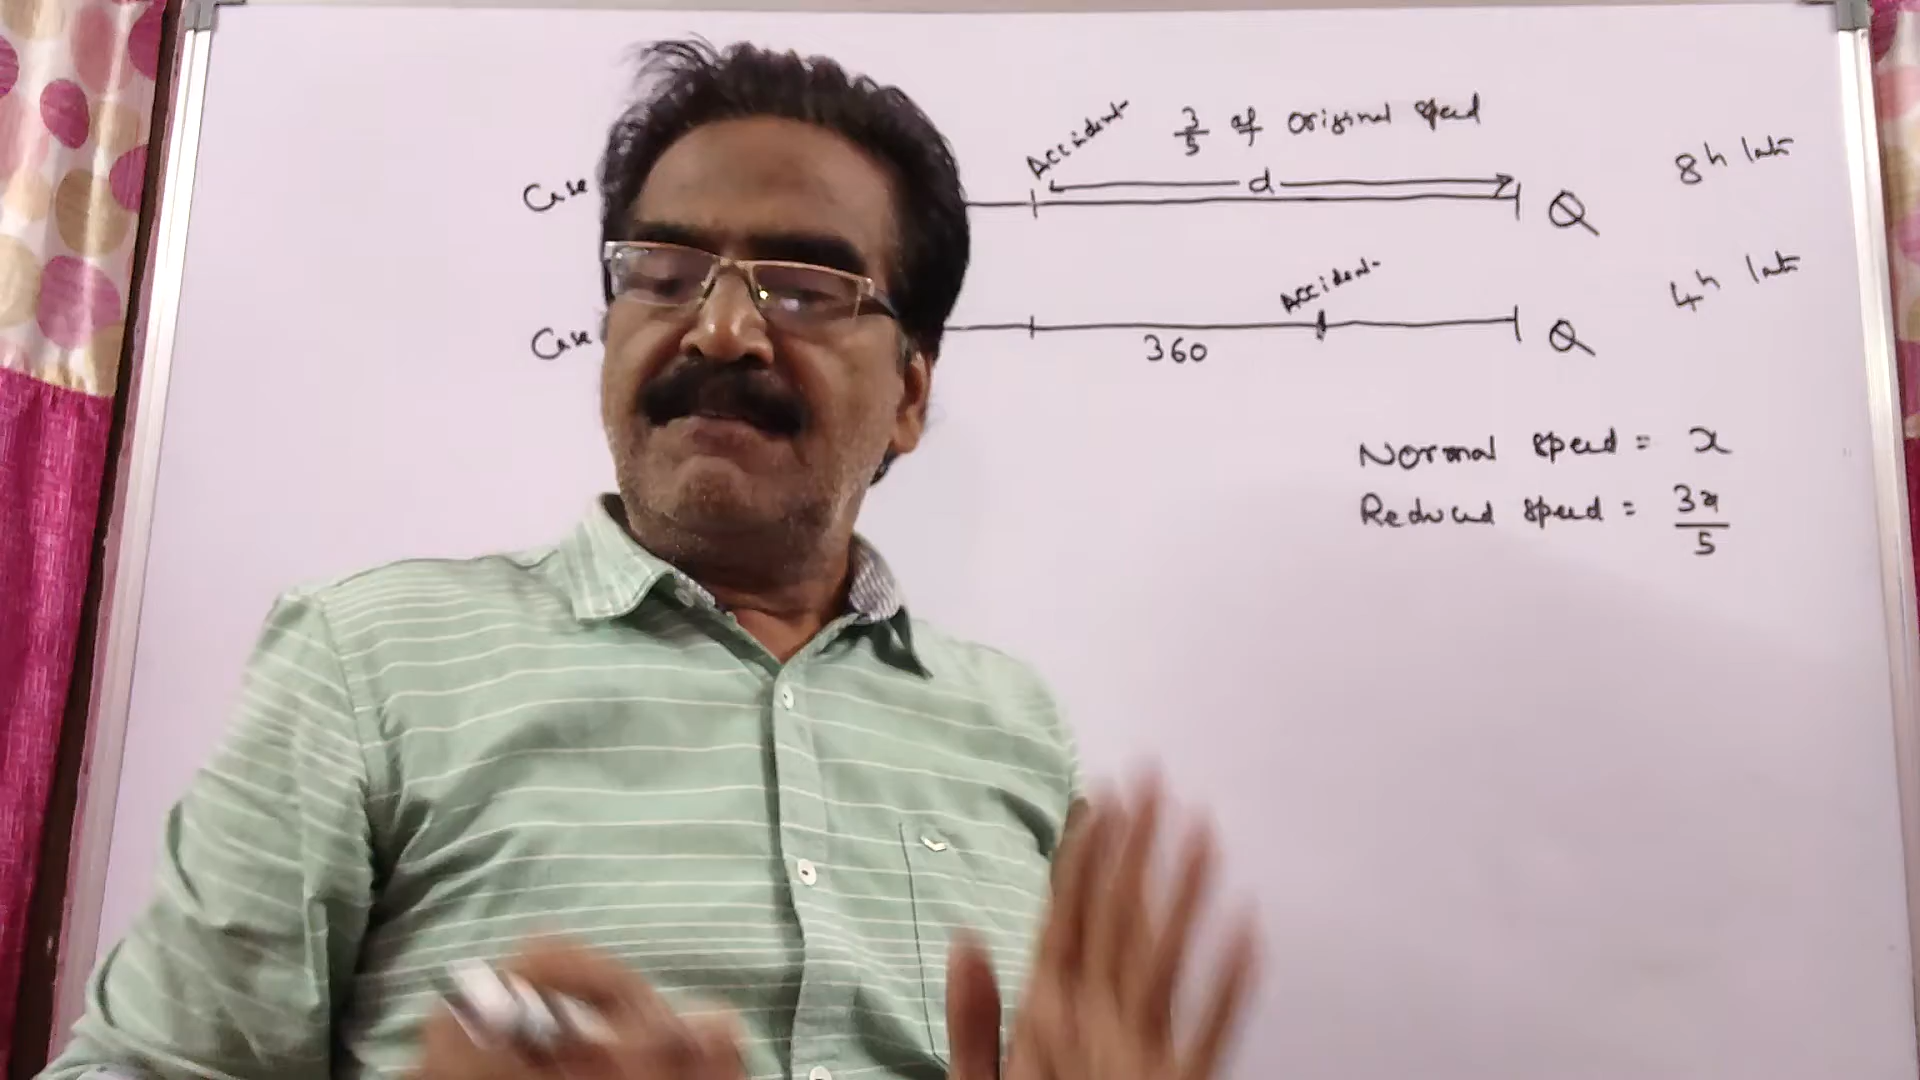 Accident
3/5 of original speed
8h late
Case
d
Q
Accident
4h late
Case
360
Q
Normal speed = x
Reduced speed = 3x/5